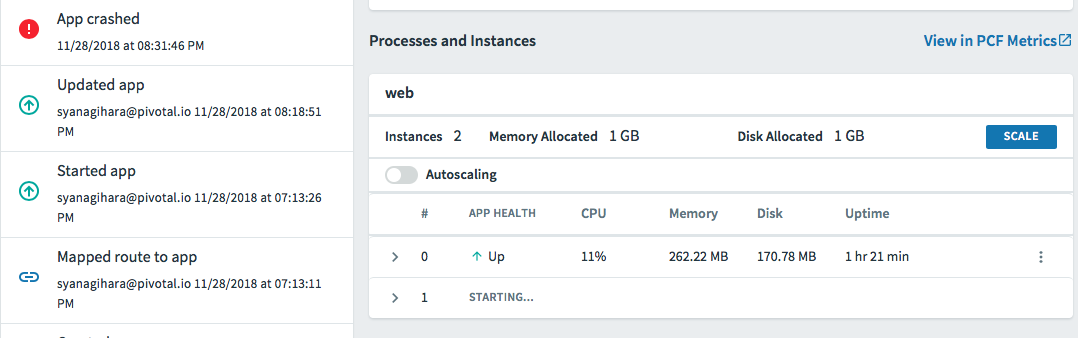 App crashed
11/28/2018 at 08:31:46 PM
Updated app
syanagihara@pivotal.io 11/28/2018 at 08:18:51
PM
Started app
syanagihara@pivotal.io 11/28/2018 at 07:13:26
PM
Mapped route to app
syanagihara@pivotal.io 11/28/2018 at 07:13:11
PM
Processes and Instances View in PCF Metrics
web
Instances 2 Memory Allocated 1 GB Disk Allocated 1 GB SCALE
Autoscaling
# APP HEALTH CPU Memory Disk Uptime
0 Up 11% 262.22 MB 170.78 MB 1 hr 21 min
1 STARTING...